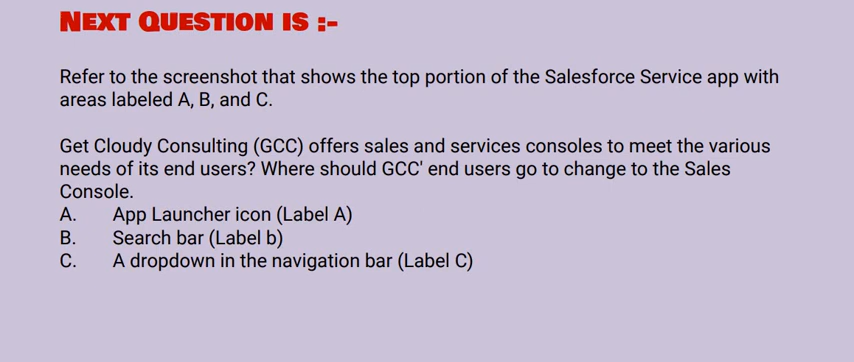 NEXT QUESTION IS :-
Refer to the screenshot that shows the top portion of the Salesforce Service app with
areas labeled A, B, and C.
Get Cloudy Consulting (GCC) offers sales and services consoles to meet the various
needs of its end users? Where should GCC' end users go to change to the Sales
Console.
A. App Launcher icon (Label A)
B. Search bar (Label b)
C. A dropdown in the navigation bar (Label C)